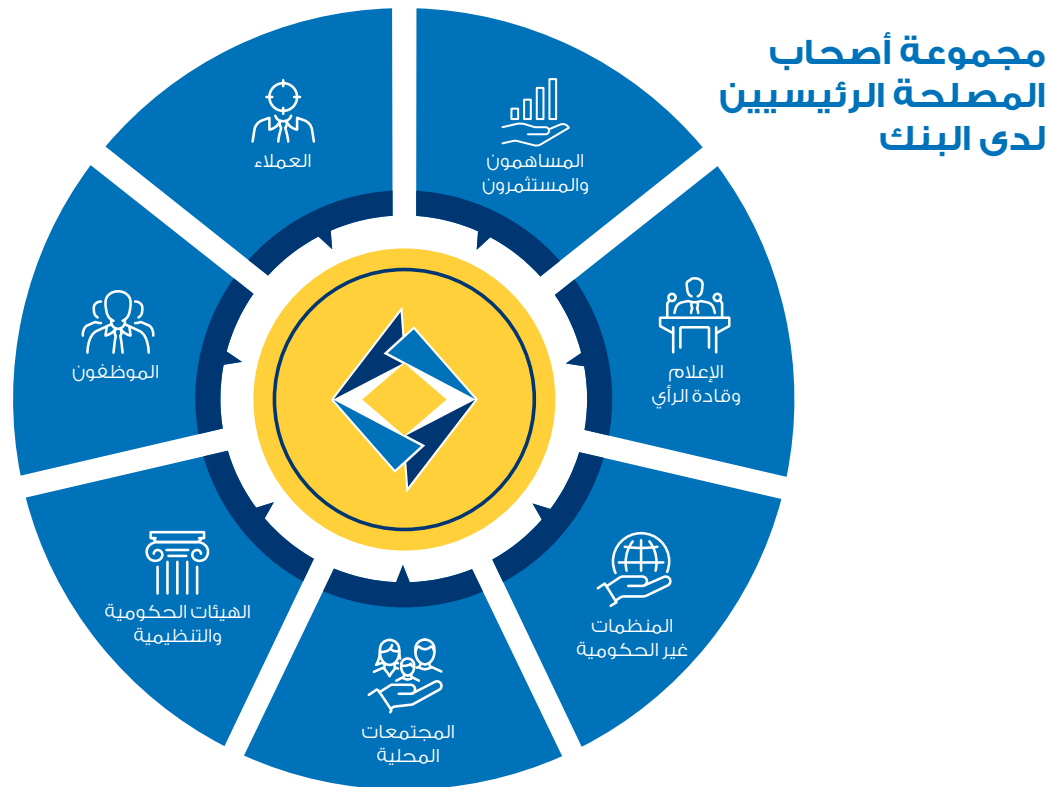 مجموعة أصحاب
المصلحة الرئيسيين
لدى البنك
المساهمون
والمستثمرون
الإعلام
وقادة الرأي
المنظمات
غير الحكومية
المجتمعات
المحلية
الهيئات الحكومية
والتنظيمية
الموظفون
العملاء